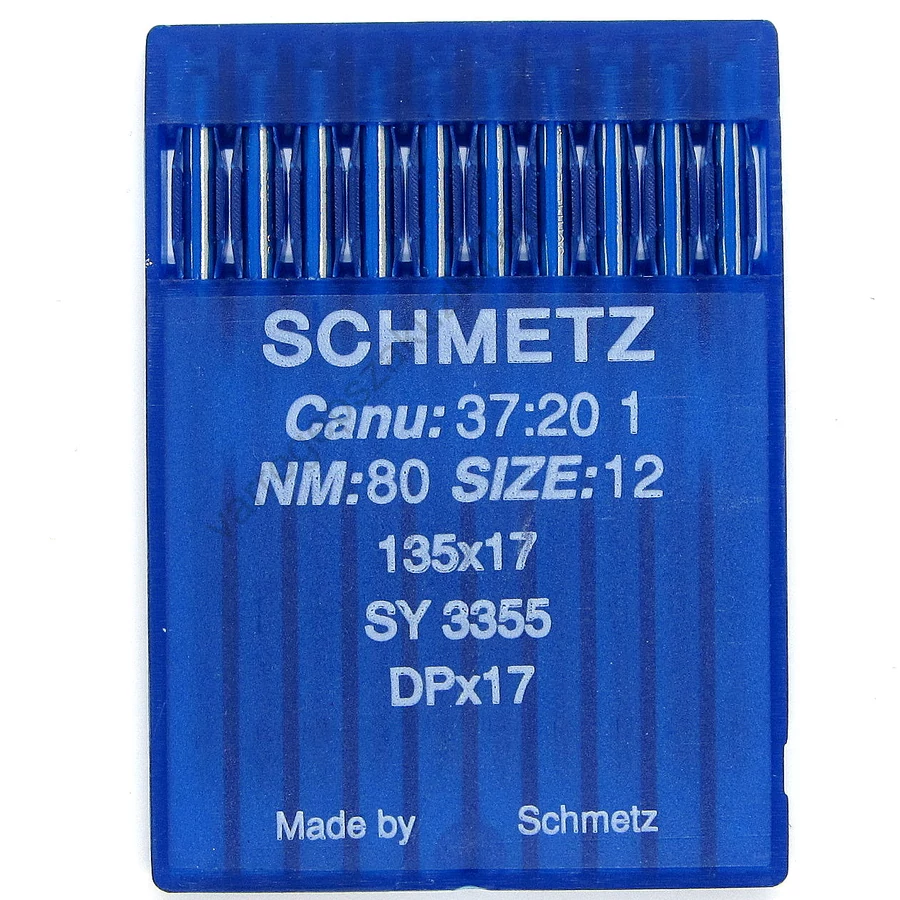 SCHMETZ
Canu: 37:20 1
NM:80 SIZE:12
135x17
SY 3355
DPx17
Made by Schmetz